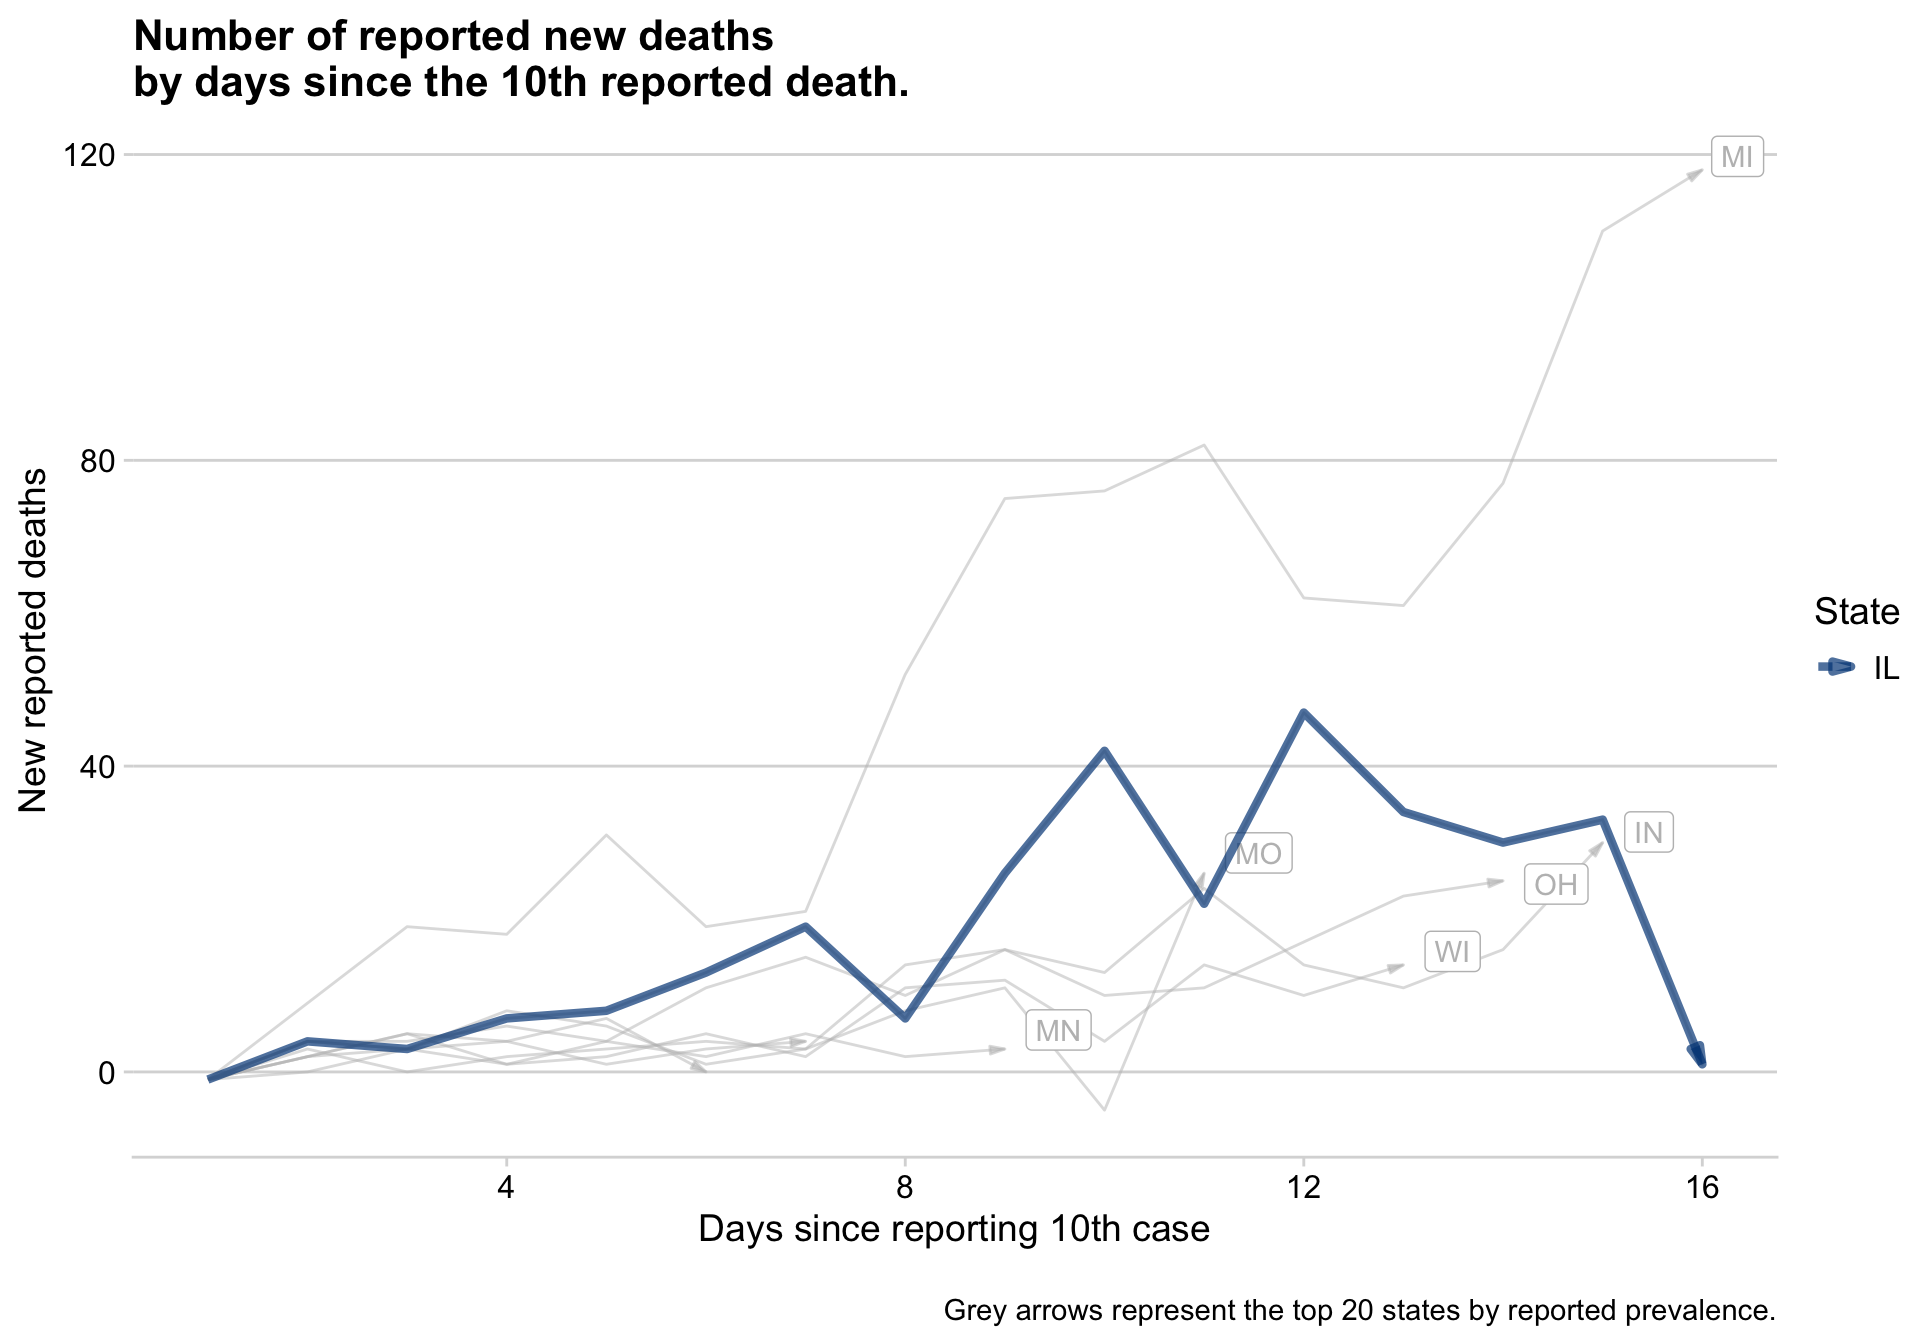 Number of reported new deaths
by days since the 10th reported death.
120
80
40
0
New reported deaths
MI
MO
IN
OH
WI
MN
State
IL
4
8
12
16
Days since reporting 10th case
Grey arrows represent the top 20 states by reported prevalence.